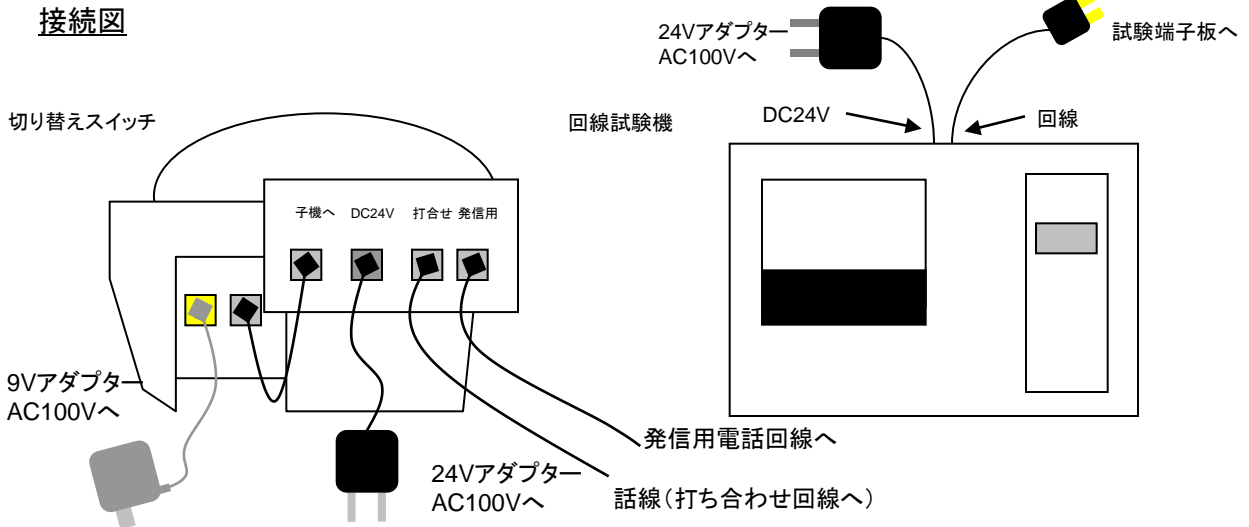 接続図
24Vアダプター
AC100Vへ
試験端子板へ
切り替えスイッチ
回線試験機
DC24V
回線
子機へ
DC24V
打合せ
発信用
9Vアダプター
AC100Vへ
24Vアダプター
AC100Vへ
発信用電話回線へ
話線(打ち合わせ回線へ)